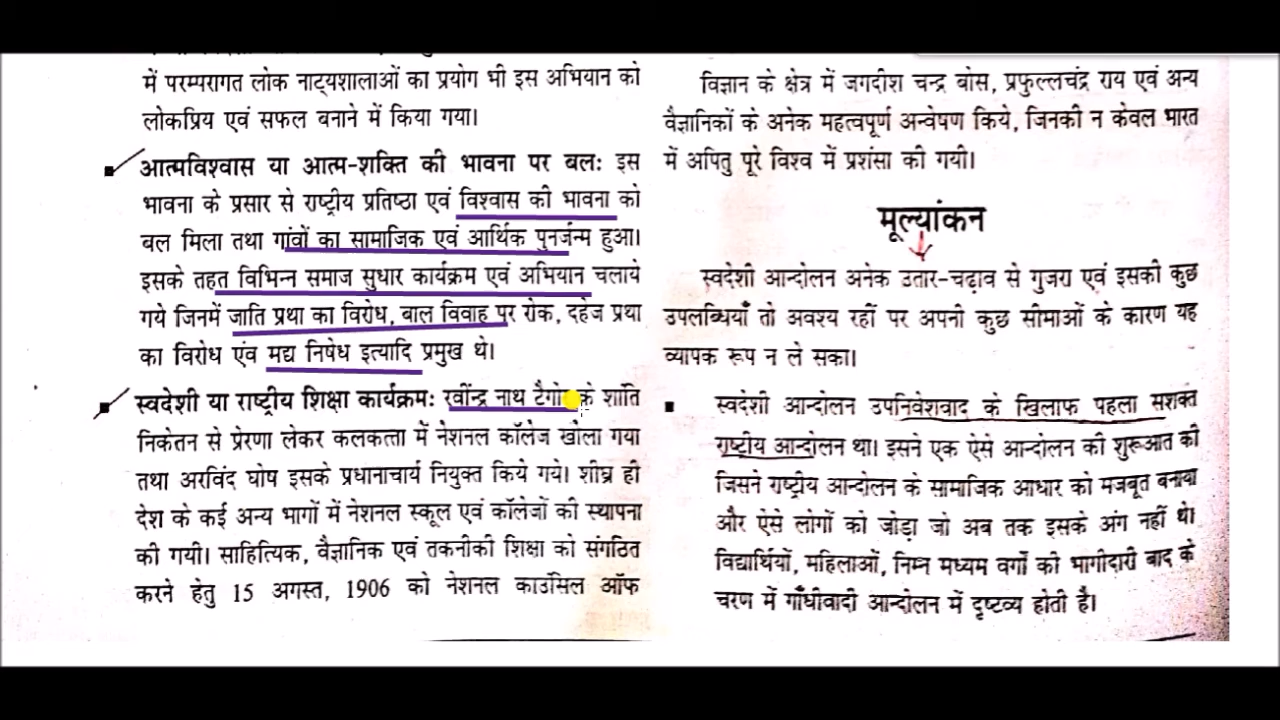 में परम्परागत लोक नाट्यशालाओं का प्रयोग भी इस अभियान को
लोकप्रिय एवं सफल बनाने में किया गया।
आत्मविश्वास या आत्म-शक्ति की भावना पर बल: इस
भावना के प्रसार से राष्ट्रीय प्रतिष्ठा एवं विश्वास की भावना को
बल मिला तथा गांवों का सामाजिक एवं आर्थिक पुनर्जन्म हुआ।
इसके तहत विभिन्न समाज सुधार कार्यक्रम एवं अभियान चलाये
गये जिनमें जाति प्रथा का विरोध, बाल विवाह पर रोक, दहेज प्रथा
का विरोध एंव मद्य निषेध इत्यादि प्रमुख थे।
स्वदेशी या राष्ट्रीय शिक्षा कार्यक्रम: रवींन्द्र नाथ टैगोर के शांति
निकेतन से प्रेरणा लेकर कलकत्ता में नेशनल कॉलेज खोला गया
तथा अरविंद घोष इसके प्रधानाचार्य नियुक्त किये गये। शीघ्र ही
देश के कई अन्य भागों में नेशनल स्कूल एवं कॉलेजों की स्थापना
की गयी। साहित्यिक, वैज्ञानिक एवं तकनीकी शिक्षा को संगठित
करने हेतु 15 अगस्त, 1906 को नेशनल काउंसिल ऑफ
विज्ञान के क्षेत्र में जगदीश चन्द्र बोस, प्रफुल्लचंद्र राय एवं अन्य
वैज्ञानिकों के अनेक महत्वपूर्ण अन्वेषण किये, जिनकी न केवल भारत
में अपितु पूरे विश्व में प्रशंसा की गयी।
मूल्यांकन
स्वदेशी आन्दोलन अनेक उतार-चढ़ाव से गुजरा एवं इसकी कुछ
उपलब्धियाँ तो अवश्य रहीं पर अपनी कुछ सीमाओं के कारण यह
व्यापक रूप न ले सका।
स्वदेशी आन्दोलन उपनिवेशवाद के खिलाफ पहला सशक्त
राष्ट्रीय आन्दोलन था। इसने एक ऐसे आन्दोलन की शुरूआत की
जिसने राष्ट्रीय आन्दोलन के सामाजिक आधार को मजबूत बनाया
और ऐसे लोगों को जोड़ा जो अब तक इसके अंग नहीं थे।
विद्यार्थियों, महिलाओं, निम्न मध्यम वर्गों की भागीदारी बाद के
चरण में गाँधीवादी आन्दोलन में दृष्टव्य होती है।